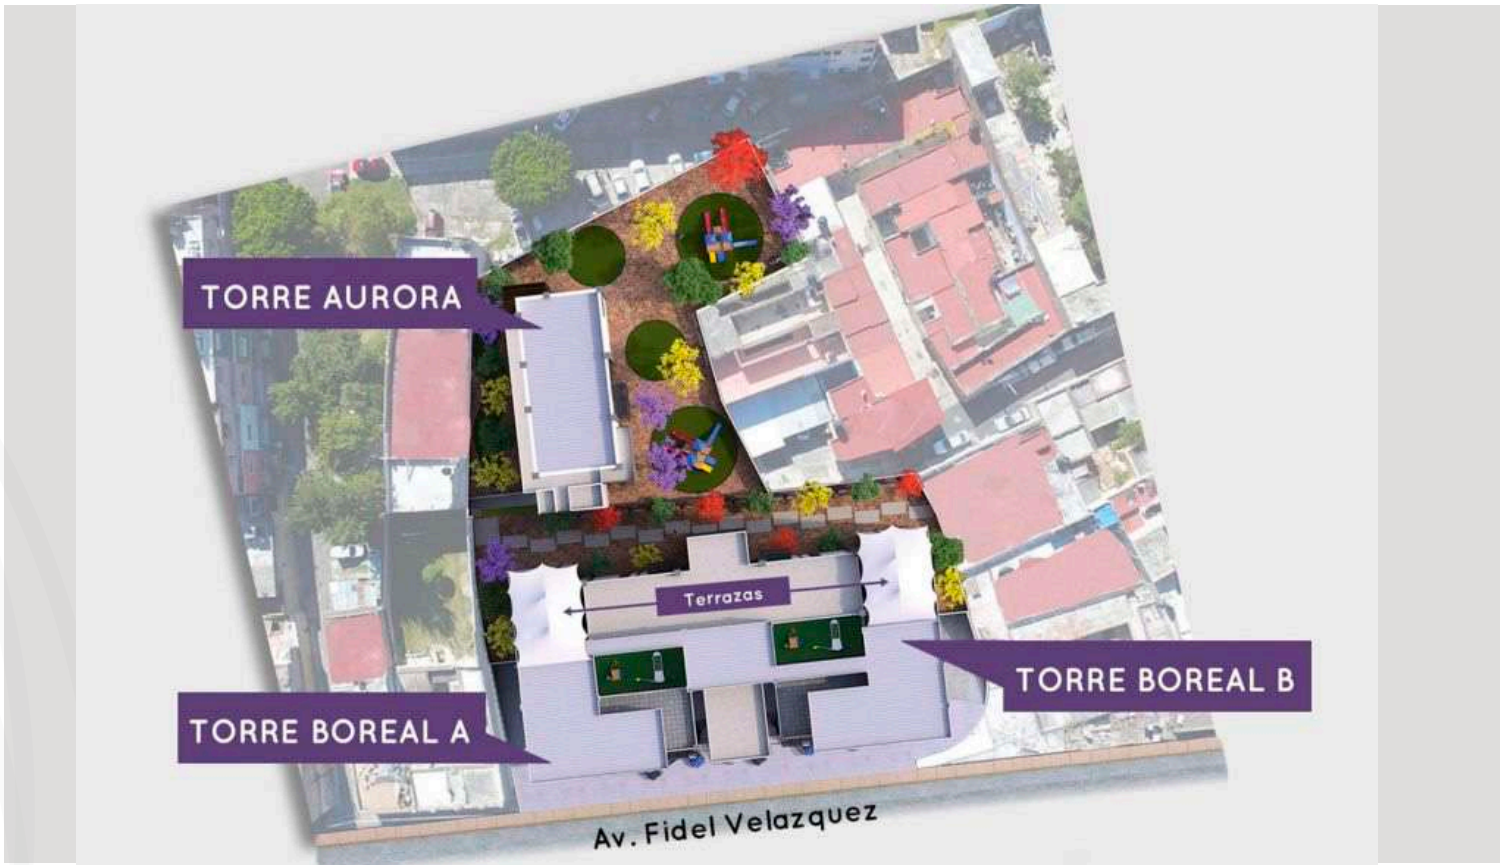 TORRE AURORA
Terrazas
TORRE BOREAL B
TORRE BOREAL A
Av. Fidel Velazquez